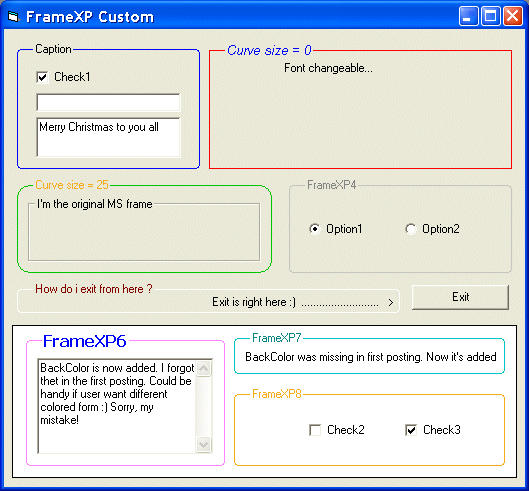 FrameXP Custom
Caption
Check1
Merry Christmas to you all
Curve size = 0
Font changeable...
Curve size = 25
I'm the original MS frame
FrameXP4
Option1
Option2
How do i exit from here ?
Exit is right here :) .......................... >
Exit
FrameXP6
BackColor is now added. I forgot
thet in the first posting. Could be
handy if user want different
colored form :) Sorry, my
mistake!
FrameXP7
BackColor was missing in first posting. Now it's added
FrameXP8
Check2
Check3